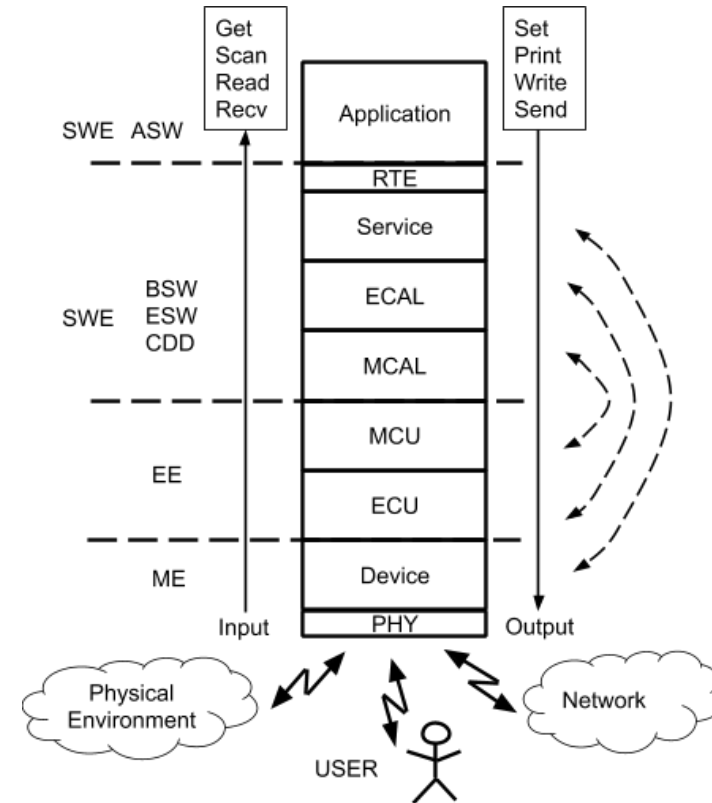 Get
Scan
Read
Recv
Set
Print
Write
Send
Application
SWE ASW
RTE
Service
BSW
ESW
CDD
SWE
ECAL
MCAL
MCU
EE
ECU
ME
Device
Input
PHY
Output
Physical
Environment
Network
USER